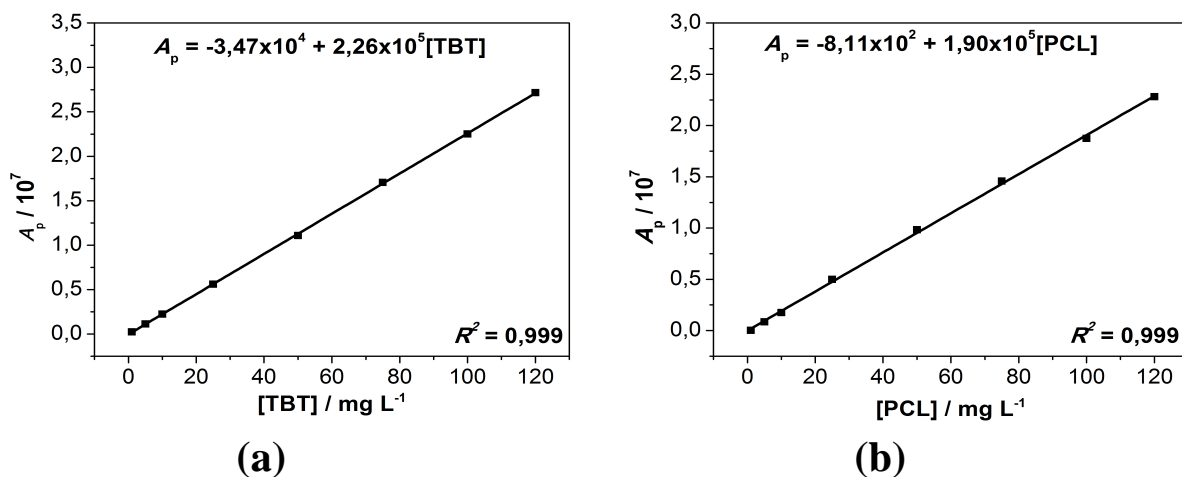 A_p = -3,47x10^4 + 2,26x10^5[TBT]
3,5
3,0
2,5
2,0
1,5
1,0
0,5
0,0
A_p / 10^7
R^2 = 0,999
0 20 40 60 80 100 120
[TBT] / mg L^-1
(a)
A_p = -8,11x10^2 + 1,90x10^5[PCL]
3,0
2,5
2,0
1,5
1,0
0,5
0,0
A_p / 10^7
R^2 = 0,999
0 20 40 60 80 100 120
[PCL] / mg L^-1
(b)